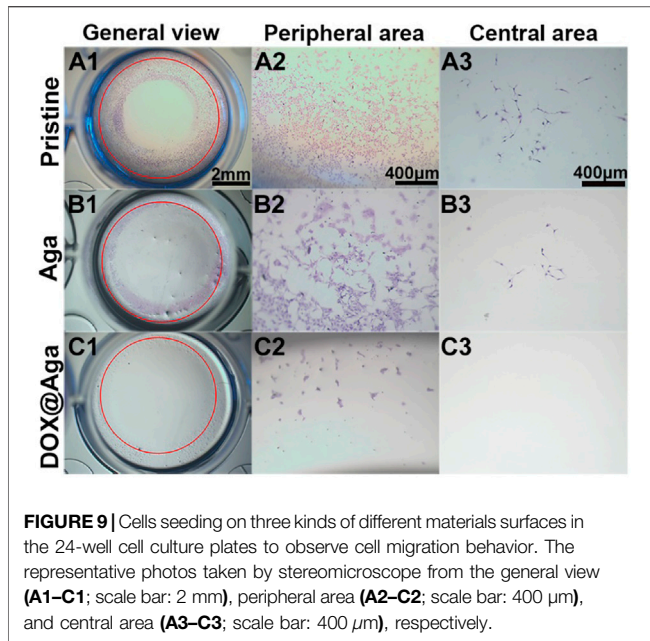 General view Peripheral area Central area
Pristine
A1 A2 A3
2mm 400μm 400μm
Aga
B1 B2 B3
DOX@Aga
C1 C2 C3
FIGURE 9 | Cells seeding on three kinds of different materials surfaces in
the 24-well cell culture plates to observe cell migration behavior. The
representative photos taken by stereomicroscope from the general view
(A1–C1; scale bar: 2 mm), peripheral area (A2–C2; scale bar: 400 μm),
and central area (A3–C3; scale bar: 400 μm), respectively.